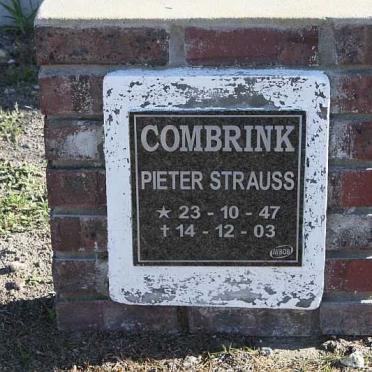 COMBRINK
PIETER STRAUSS
★ 23 - 10 - 47
✝ 14 - 12 - 03